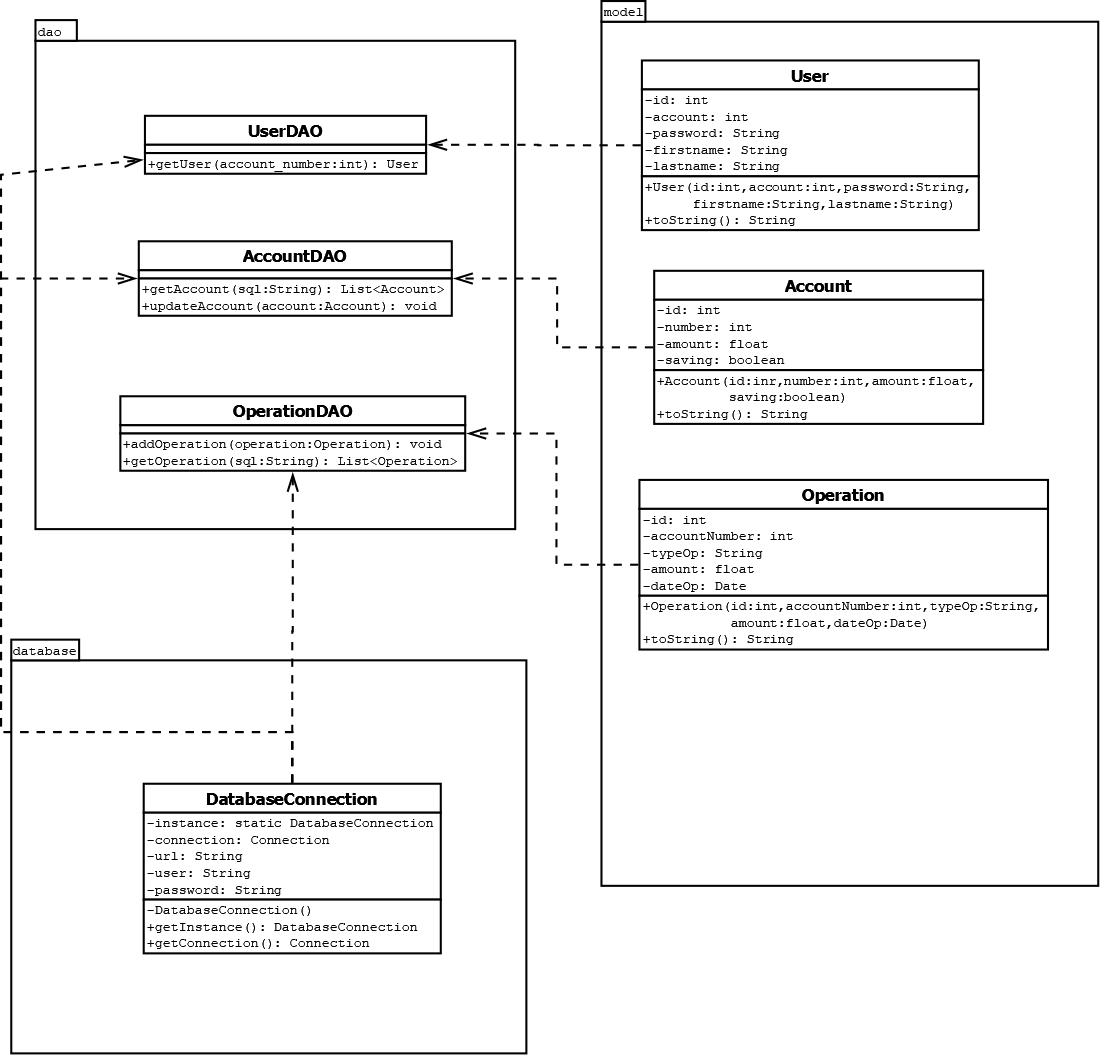 dao
UserDAO
+getUser(account_number:int): User
AccountDAO
+getAccount(sql:String): List<Account>
+updateAccount(account:Account): void
OperationDAO
+addOperation(operation:Operation): void
+getOperation(sql:String): List<Operation>
model
User
-id: int
-account: int
-password: String
-firstname: String
-lastname: String
+User(id:int,account:int,password:String,
firstname:String,lastname:String)
+toString(): String
Account
-id: int
-number: int
-amount: float
-saving: boolean
+Account(id:inr,number:int,amount:float,
saving:boolean)
+toString(): String
Operation
-id: int
-accountNumber: int
-typeOp: String
-amount: float
-dateOp: Date
+Operation(id:int,accountNumber:int,typeOp:String,
amount:float,dateOp:Date)
+toString(): String
database
DatabaseConnection
-instance: static DatabaseConnection
-connection: Connection
-url: String
-user: String
-password: String
-DatabaseConnection()
+getInstance(): DatabaseConnection
+getConnection(): Connection